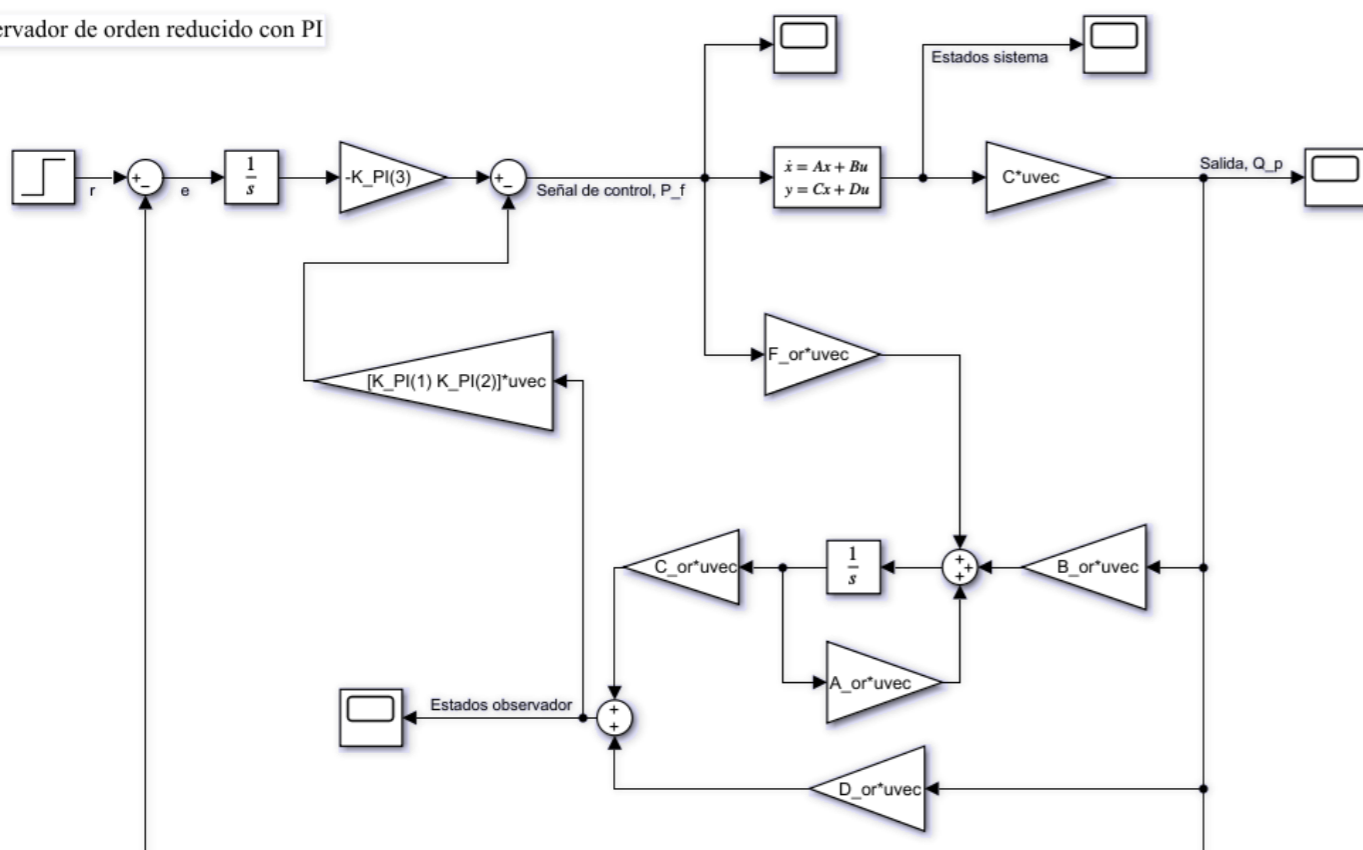 ervador de orden reducido con PI
Estados sistema
r
+
−
e
1
s
-K_PI(3)
+
−
Señal de control, P_f
ẋ = Ax + Bu
y = Cx + Du
C*uvec
Salida, Q_p
F_or*uvec
[K_PI(1) K_PI(2)]*uvec
C_or*uvec
1
s
+
+
+
B_or*uvec
A_or*uvec
Estados observador
+
+
D_or*uvec